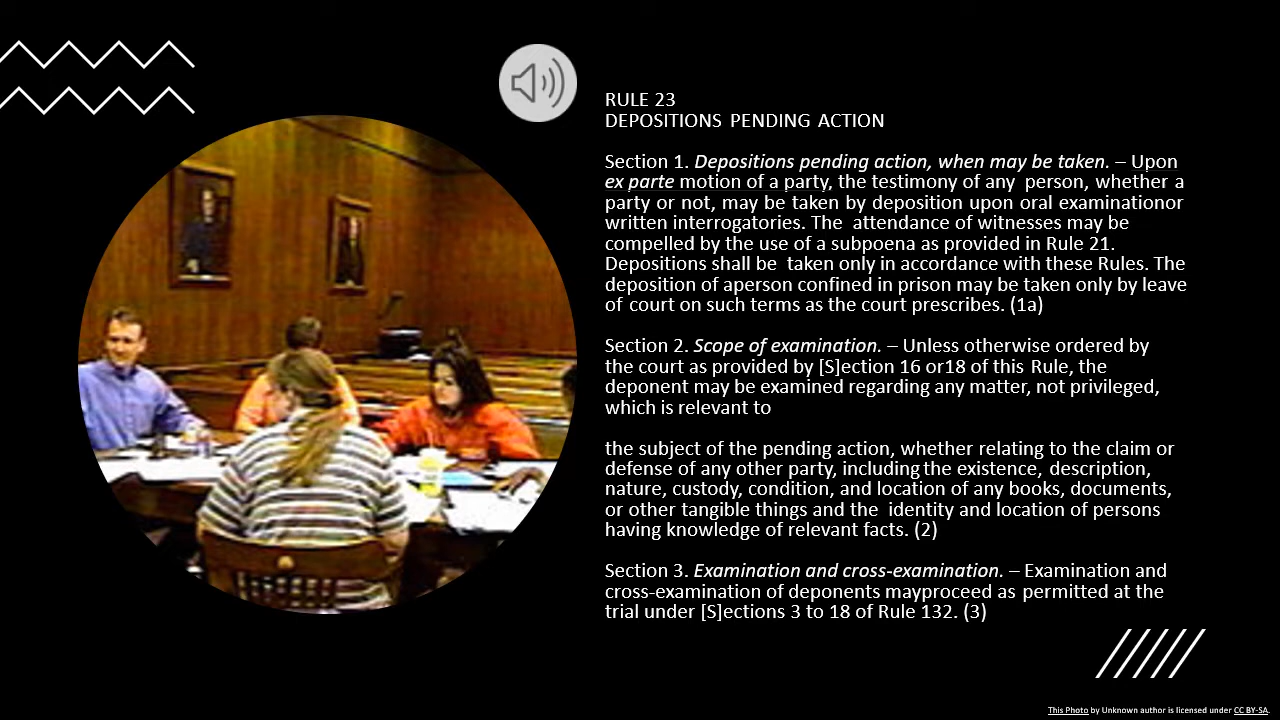 RULE 23
DEPOSITIONS PENDING ACTION
Section 1. Depositions pending action, when may be taken. – Upon
ex parte motion of a party, the testimony of any person, whether a
party or not, may be taken by deposition upon oral examinationor
written interrogatories. The attendance of witnesses may be
compelled by the use of a subpoena as provided in Rule 21.
Depositions shall be taken only in accordance with these Rules. The
deposition of aperson confined in prison may be taken only by leave
of court on such terms as the court prescribes. (1a)
Section 2. Scope of examination. – Unless otherwise ordered by
the court as provided by [S]ection 16 or18 of this Rule, the
deponent may be examined regarding any matter, not privileged,
which is relevant to
the subject of the pending action, whether relating to the claim or
defense of any other party, including the existence, description,
nature, custody, condition, and location of any books, documents,
or other tangible things and the identity and location of persons
having knowledge of relevant facts. (2)
Section 3. Examination and cross-examination. – Examination and
cross-examination of deponents mayproceed as permitted at the
trial under [S]ections 3 to 18 of Rule 132. (3)
This Photo by Unknown author is licensed under CC BY-SA.